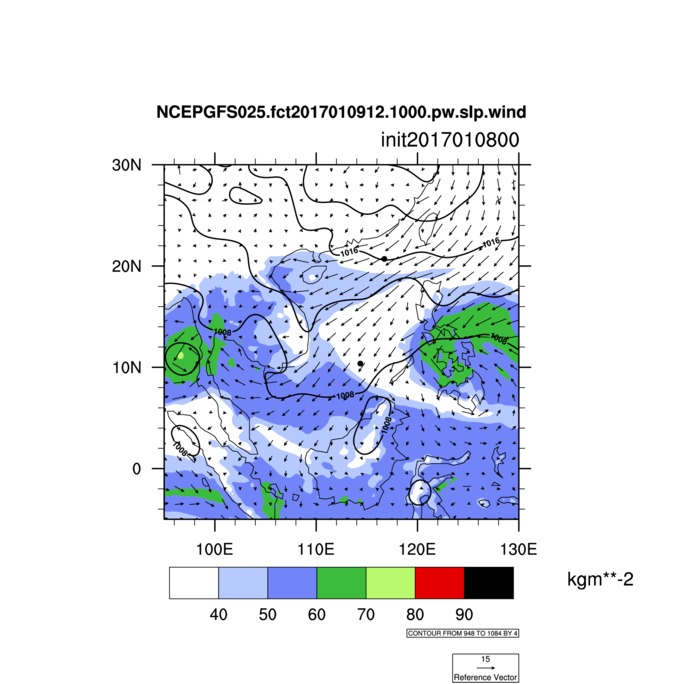 NCEPGFS025.fct2017010912.1000.pw.slp.wind
init2017010800
30N
1016
1016
20N
1008
1008
10N
1008
1008
1008
0
100E
110E
120E
130E
kgm**-2
40
50
60
70
80
90
CONTOUR FROM 948 TO 1084 BY 4
15
Reference Vector